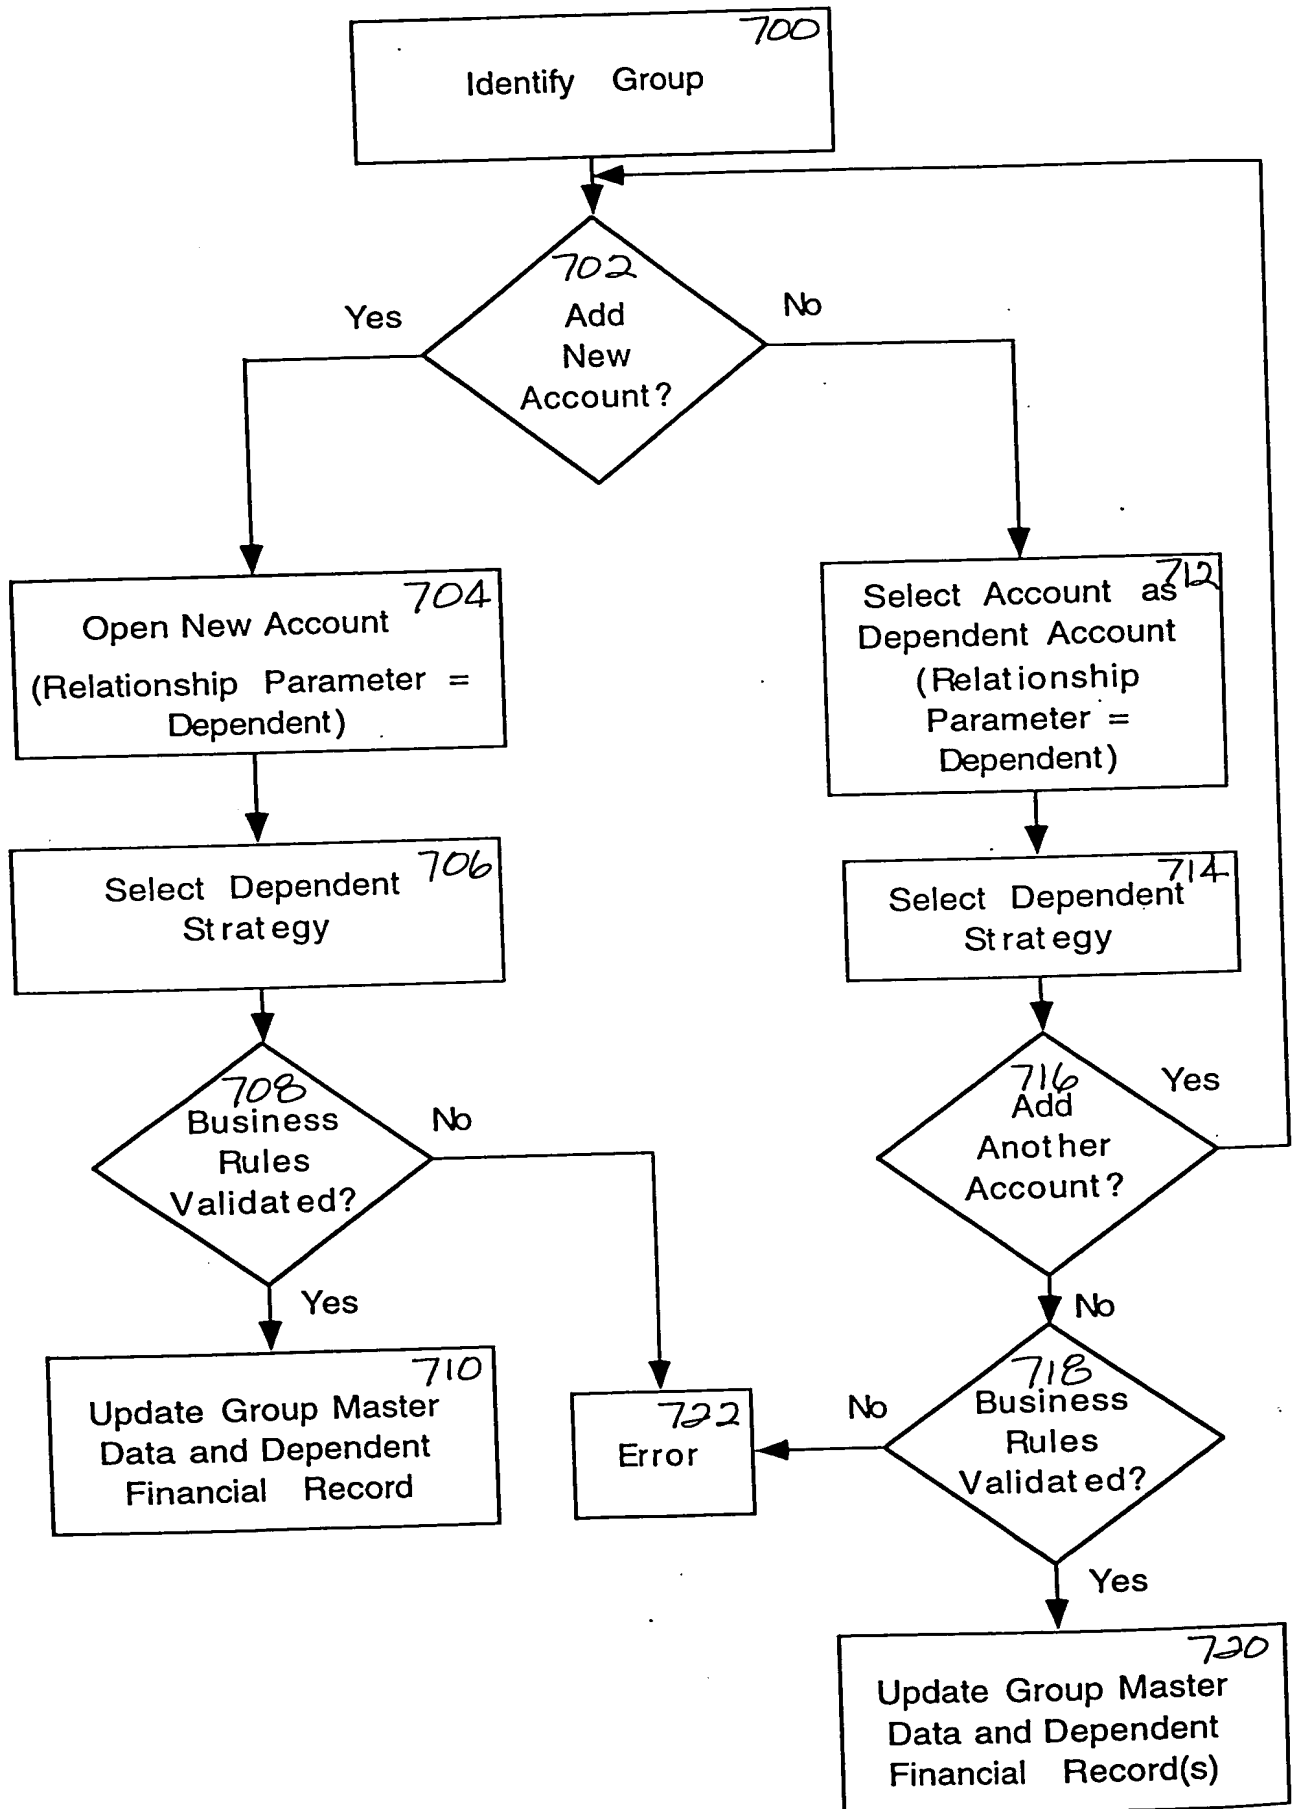 700
Identify Group
702
Add
New
Account?
Yes
No
704
Open New Account
(Relationship Parameter =
Dependent)
712
Select Account as
Dependent Account
(Relationship
Parameter =
Dependent)
706
Select Dependent
Strategy
714
Select Dependent
Strategy
708
Business
Rules
Validated?
No
Yes
716
Add
Another
Account?
Yes
No
710
Update Group Master
Data and Dependent
Financial Record
722
Error
718
Business
Rules
Validated?
No
Yes
720
Update Group Master
Data and Dependent
Financial Record(s)